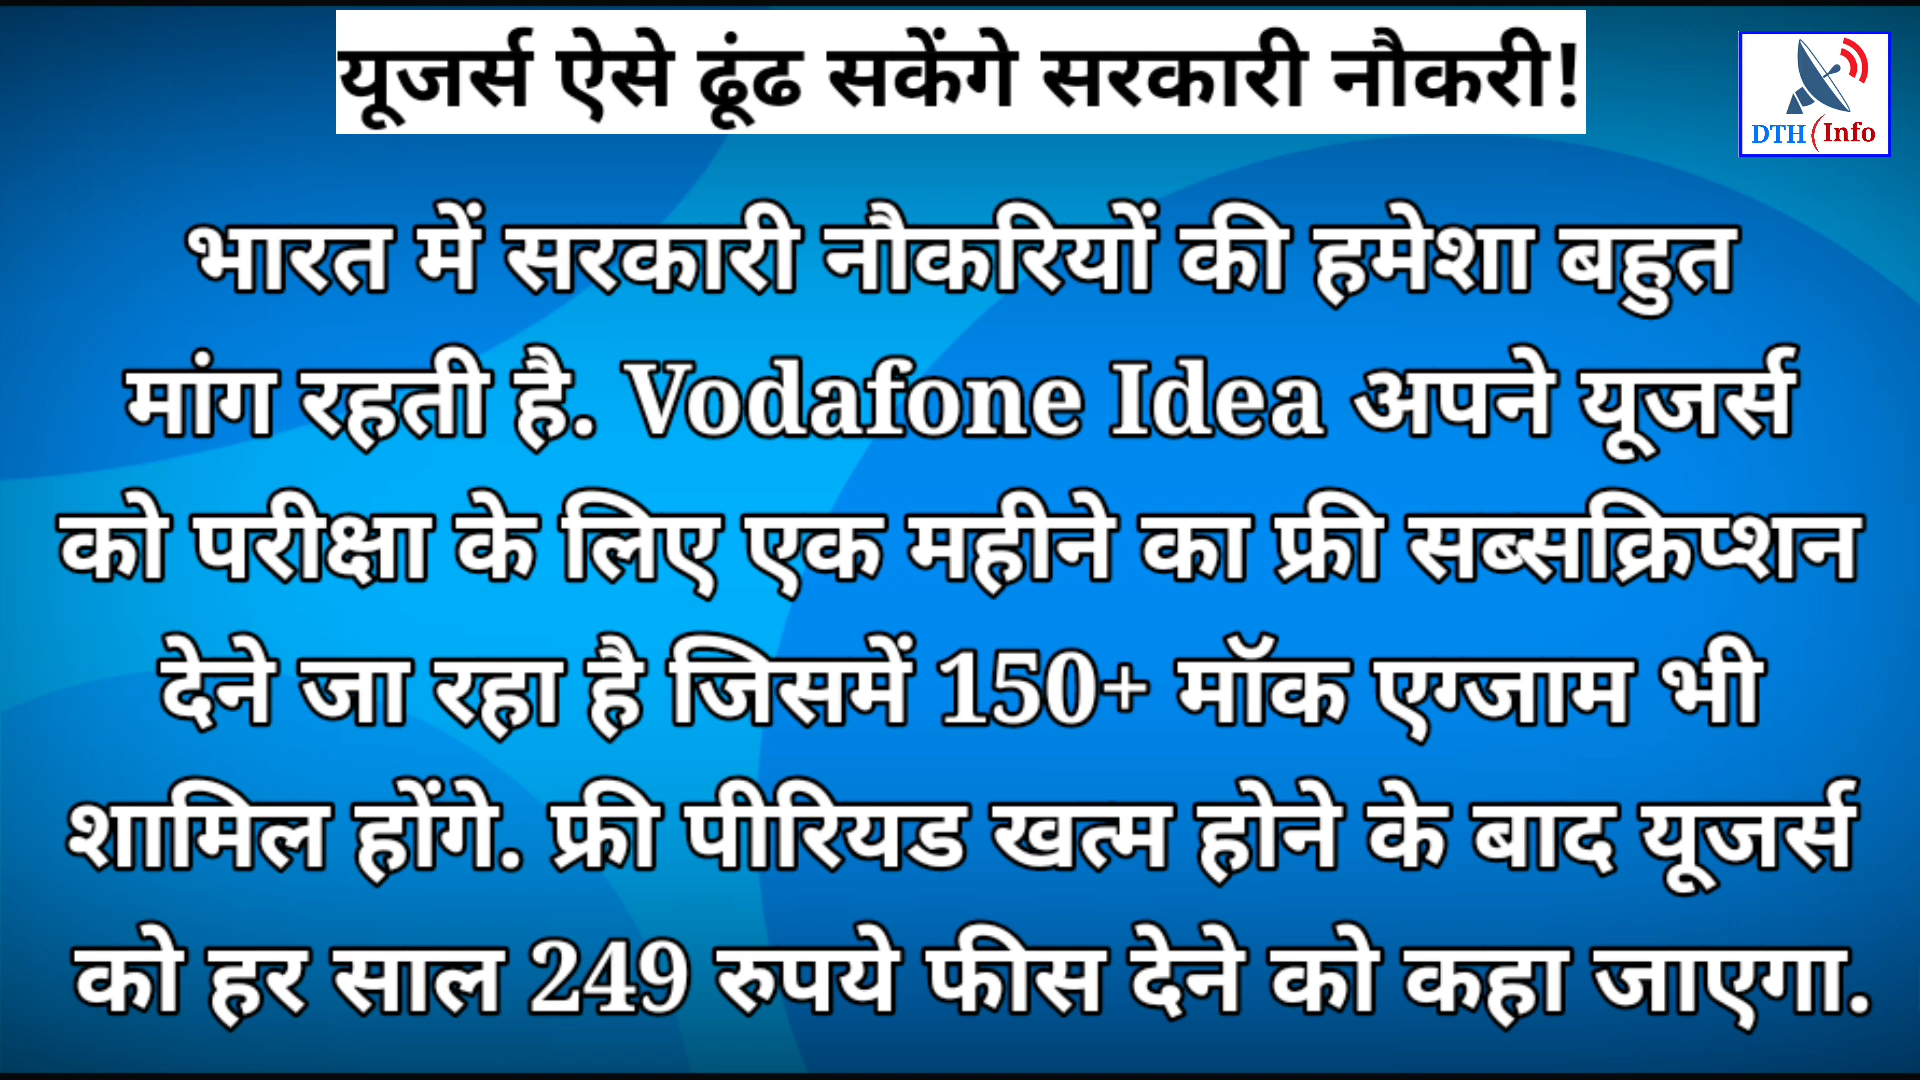 यूजर्स ऐसे ढूंढ सकेंगे सरकारी नौकरी!
DTH Info
भारत में सरकारी नौकरियों की हमेशा बहुत
मांग रहती है. Vodafone Idea अपने यूजर्स
को परीक्षा के लिए एक महीने का फ्री सब्सक्रिप्शन
देने जा रहा है जिसमें 150+ मॉक एग्जाम भी
शामिल होंगे. फ्री पीरियड खत्म होने के बाद यूजर्स
को हर साल 249 रुपये फीस देने को कहा जाएगा.